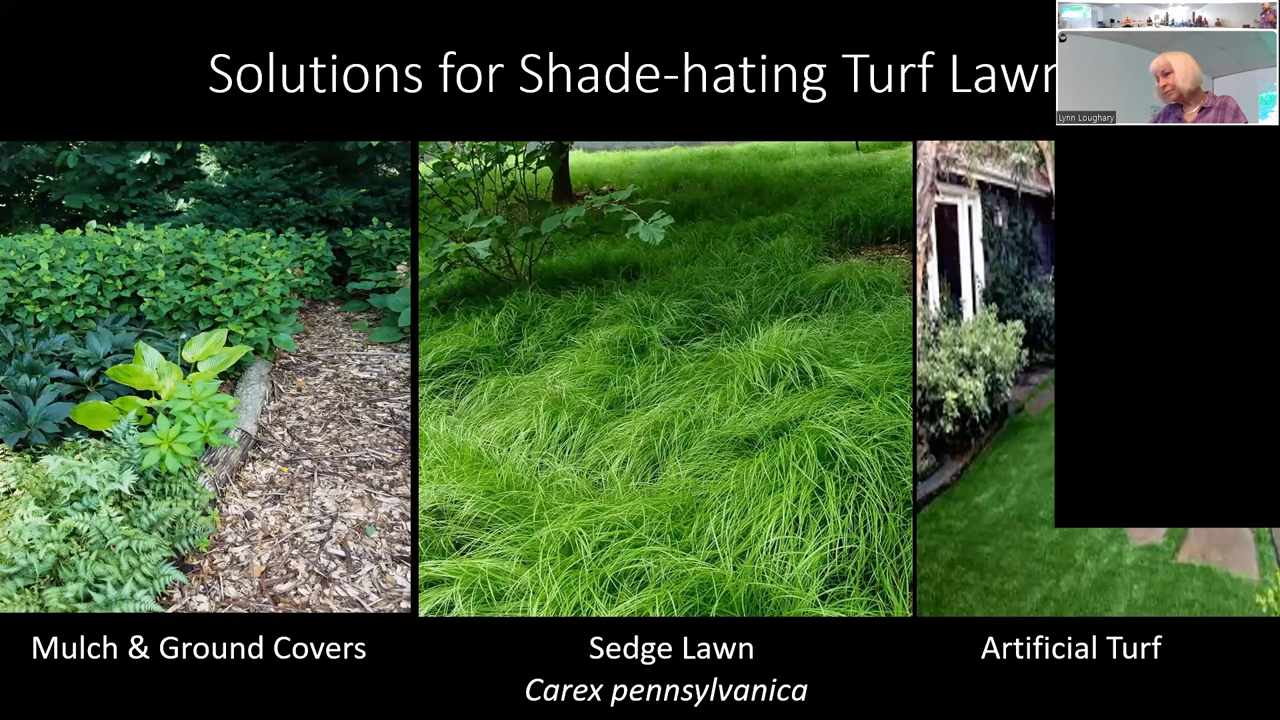 Solutions for Shade-hating Turf Lawn
Lynn Loughary
Mulch & Ground Covers
Sedge Lawn
Carex pennsylvanica
Artificial Turf